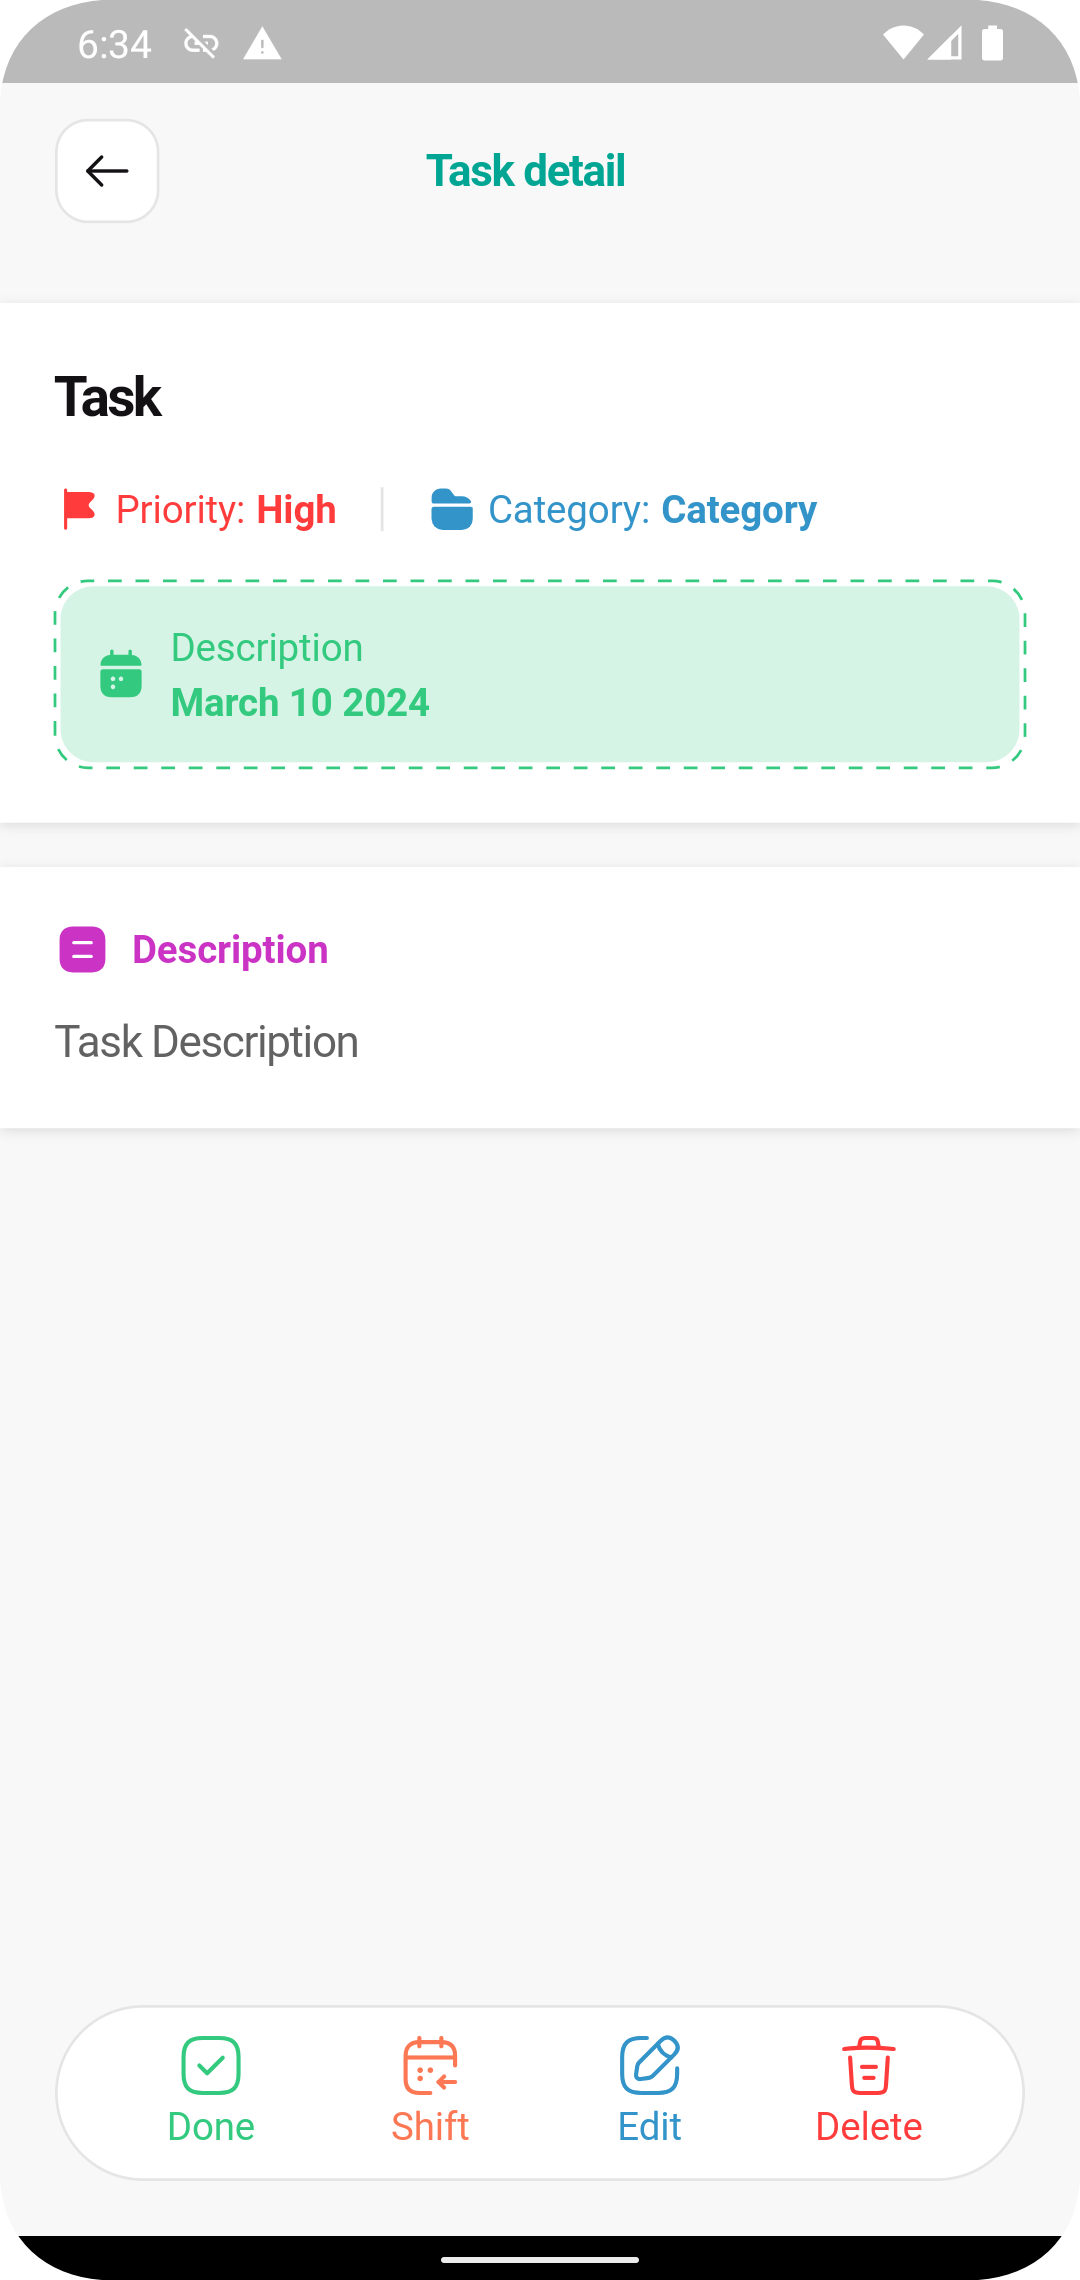 6:34
Task detail
Task
Priority: High
Category: Category
Description
March 10 2024
Description
Task Description
Done
Shift
Edit
Delete